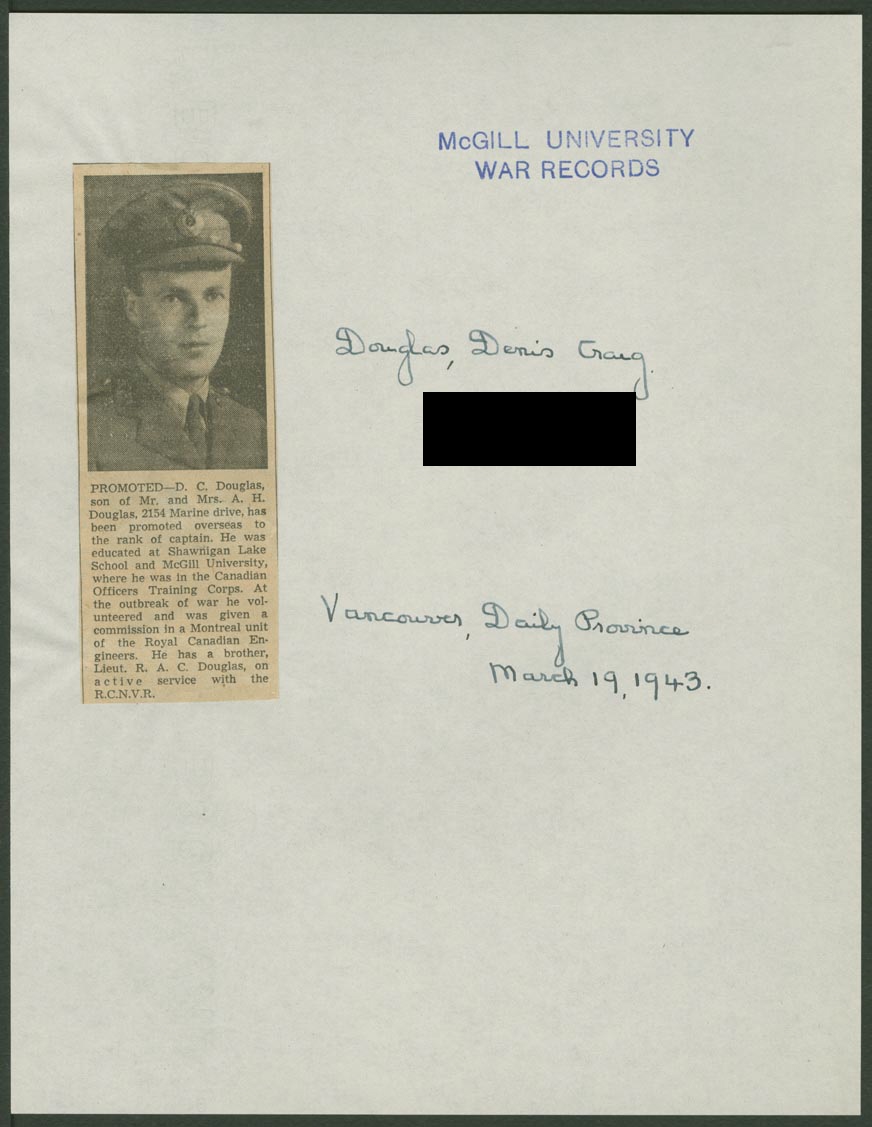 McGILL UNIVERSITY
WAR RECORDS
Douglas, Denis Craig.
PROMOTED—D. C. Douglas,
son of Mr. and Mrs. A. H.
Douglas, 2154 Marine drive, has
been promoted overseas to
the rank of captain. He was
educated at Shawnigan Lake
School and McGill University,
where he was in the Canadian
Officers Training Corps. At
the outbreak of war he vol-
unteered and was given a
commission in a Montreal unit
of the Royal Canadian En-
gineers. He has a brother,
Lieut. R. A. C. Douglas, on
active service with the
R.C.N.V.R.
Vancouver, Daily Province
March 19, 1943.